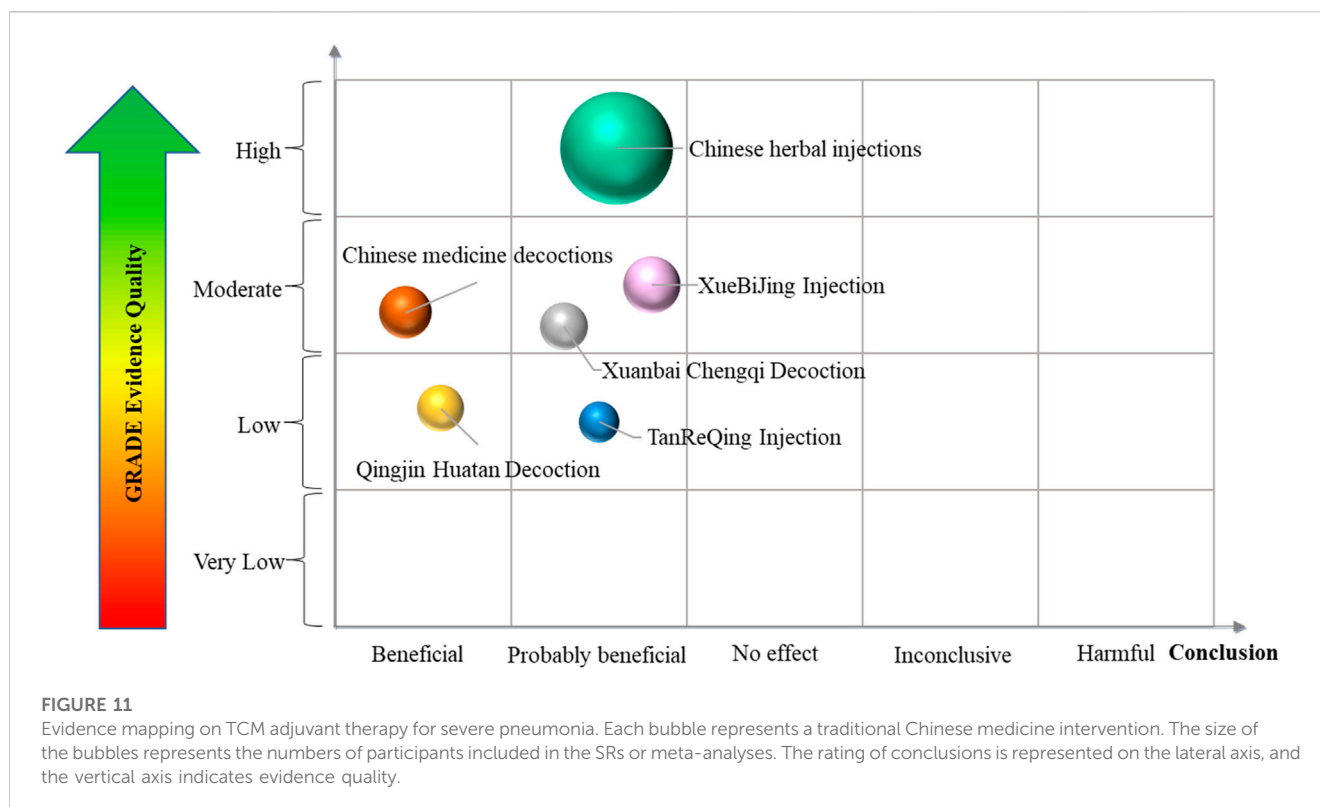 GRADE Evidence Quality
High
Moderate
Low
Very Low
Chinese herbal injections
Chinese medicine decoctions
XueBiJing Injection
Xuanbai Chengqi Decoction
TanReQing Injection
Qingjin Huatan Decoction
Beneficial Probably beneficial No effect Inconclusive Harmful Conclusion
FIGURE 11
Evidence mapping on TCM adjuvant therapy for severe pneumonia. Each bubble represents a traditional Chinese medicine intervention. The size of
the bubbles represents the numbers of participants included in the SRs or meta-analyses. The rating of conclusions is represented on the lateral axis, and
the vertical axis indicates evidence quality.